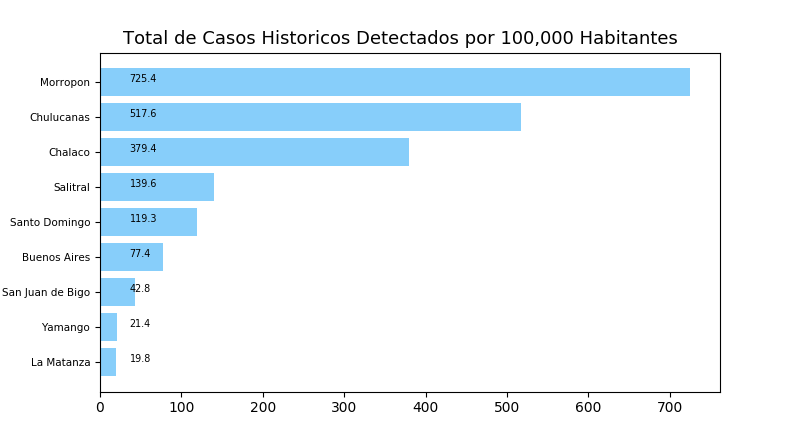 Total de Casos Historicos Detectados por 100,000 Habitantes
Morropon 725.4
Chulucanas 517.6
Chalaco 379.4
Salitral 139.6
Santo Domingo 119.3
Buenos Aires 77.4
San Juan de Bigo 42.8
Yamango 21.4
La Matanza 19.8
0 100 200 300 400 500 600 700